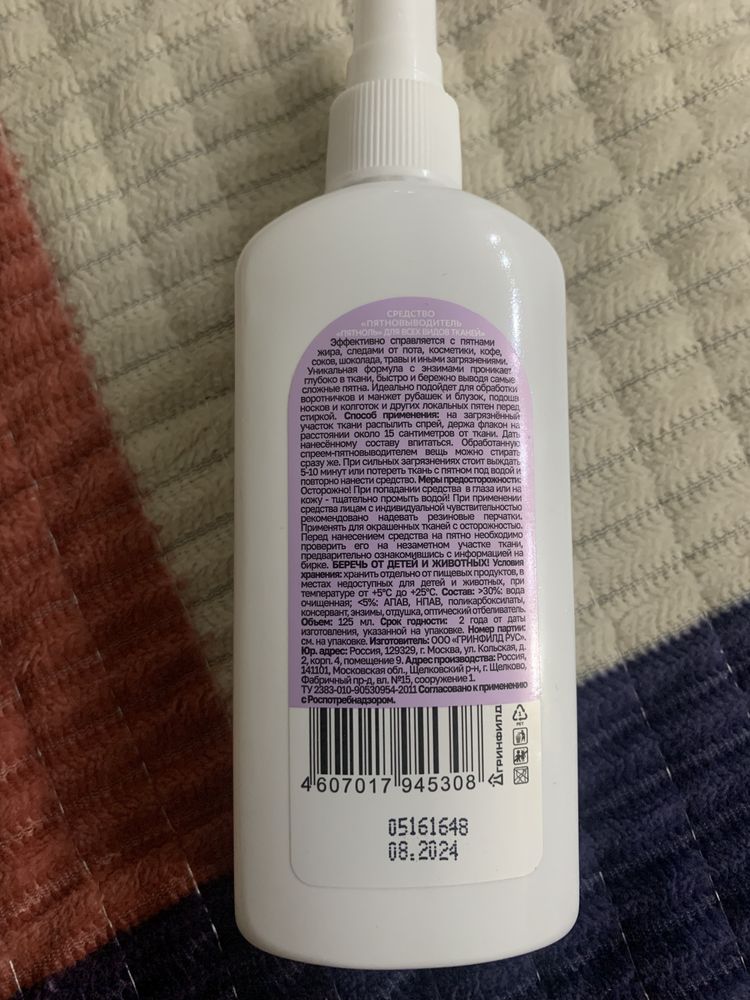 СРЕДСТВО
«ПЯТНОВЫВОДИТЕЛЬ
«ПЯТНОЛЬ» ДЛЯ ВСЕХ ВИДОВ ТКАНЕЙ»
Эффективно справляется с пятнами
жира, следами от пота, косметики, кофе,
соков, шоколада, травы и иными загрязнениями.
Уникальная формула с энзимами проникает
глубоко в ткани, быстро и бережно выводя самые
сложные пятна. Идеально подойдет для обработки
воротничков и манжет рубашек и блузок, подошв
носков и колготок и других локальных пятен перед
стиркой. Способ применения: на загрязнённый
участок ткани распылить спрей, держа флакон на
расстоянии около 15 сантиметров от ткани. Дать
нанесённому составу впитаться. Обработанную
спреем-пятновыводителем вещь можно стирать
сразу же. При сильных загрязнениях стоит выждать
5-10 минут или потереть ткань с пятном под водой и
повторно нанести средство. Меры предосторожности:
Осторожно! При попадании средства в глаза или на
кожу - тщательно промыть водой! При применении
средства лицам с индивидуальной чувствительностью
рекомендовано надевать резиновые перчатки.
Применять для окрашенных тканей с осторожностью.
Перед нанесением средства на пятно необходимо
проверить его на незаметном участке ткани,
предварительно ознакомившись с информацией на
бирке. БЕРЕЧЬ ОТ ДЕТЕЙ И ЖИВОТНЫХ! Условия
хранения: хранить отдельно от пищевых продуктов, в
местах недоступных для детей и животных, при
температуре от +5°С до +25°С. Состав: >30%: вода
очищенная; <5%: АПАВ, НПАВ, поликарбоксилаты,
консервант, энзимы, отдушка, оптический отбеливатель.
Объем: 125 мл. Срок годности: 2 года от даты
изготовления, указанной на упаковке. Номер партии:
см. на упаковке. Изготовитель: ООО «ГРИНФИЛД РУС».
Юр. адрес: Россия, 129329, г. Москва, ул. Кольская, д.
2, корп. 4, помещение 9. Адрес производства: Россия,
141101, Московская обл., Щелковский р-н, г. Щелково,
Фабричный пр-д, вл. №15, сооружение 1.
ТУ 2383-010-90530954-2011 Согласовано к применению
с Роспотребнадзором.
ГРИНФИЛД
1
PET
4 607017 945308
05161648
08.2024